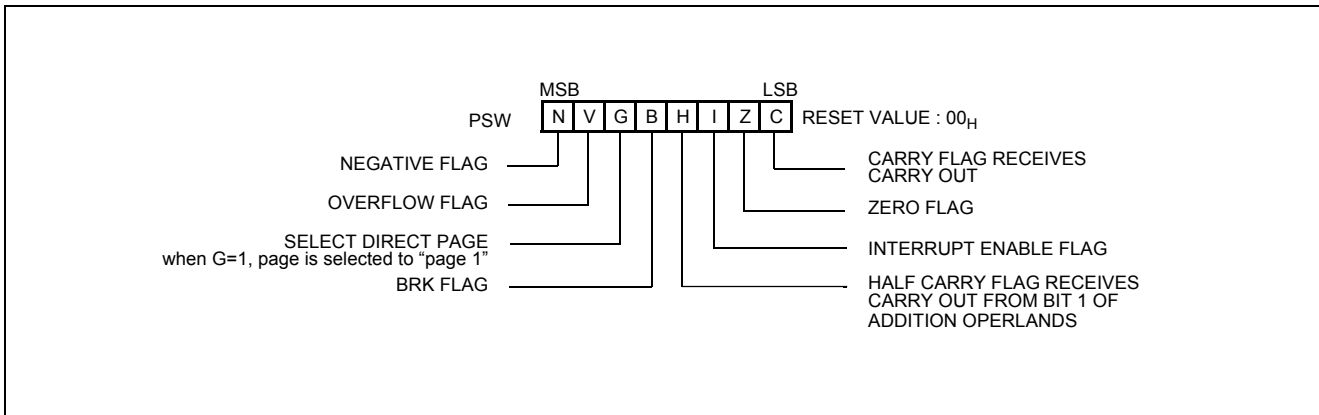 MSB LSB
PSW N V G B H I Z C RESET VALUE : 00H
NEGATIVE FLAG
OVERFLOW FLAG
SELECT DIRECT PAGE
when G=1, page is selected to “page 1”
BRK FLAG
CARRY FLAG RECEIVES
CARRY OUT
ZERO FLAG
INTERRUPT ENABLE FLAG
HALF CARRY FLAG RECEIVES
CARRY OUT FROM BIT 1 OF
ADDITION OPERLANDS